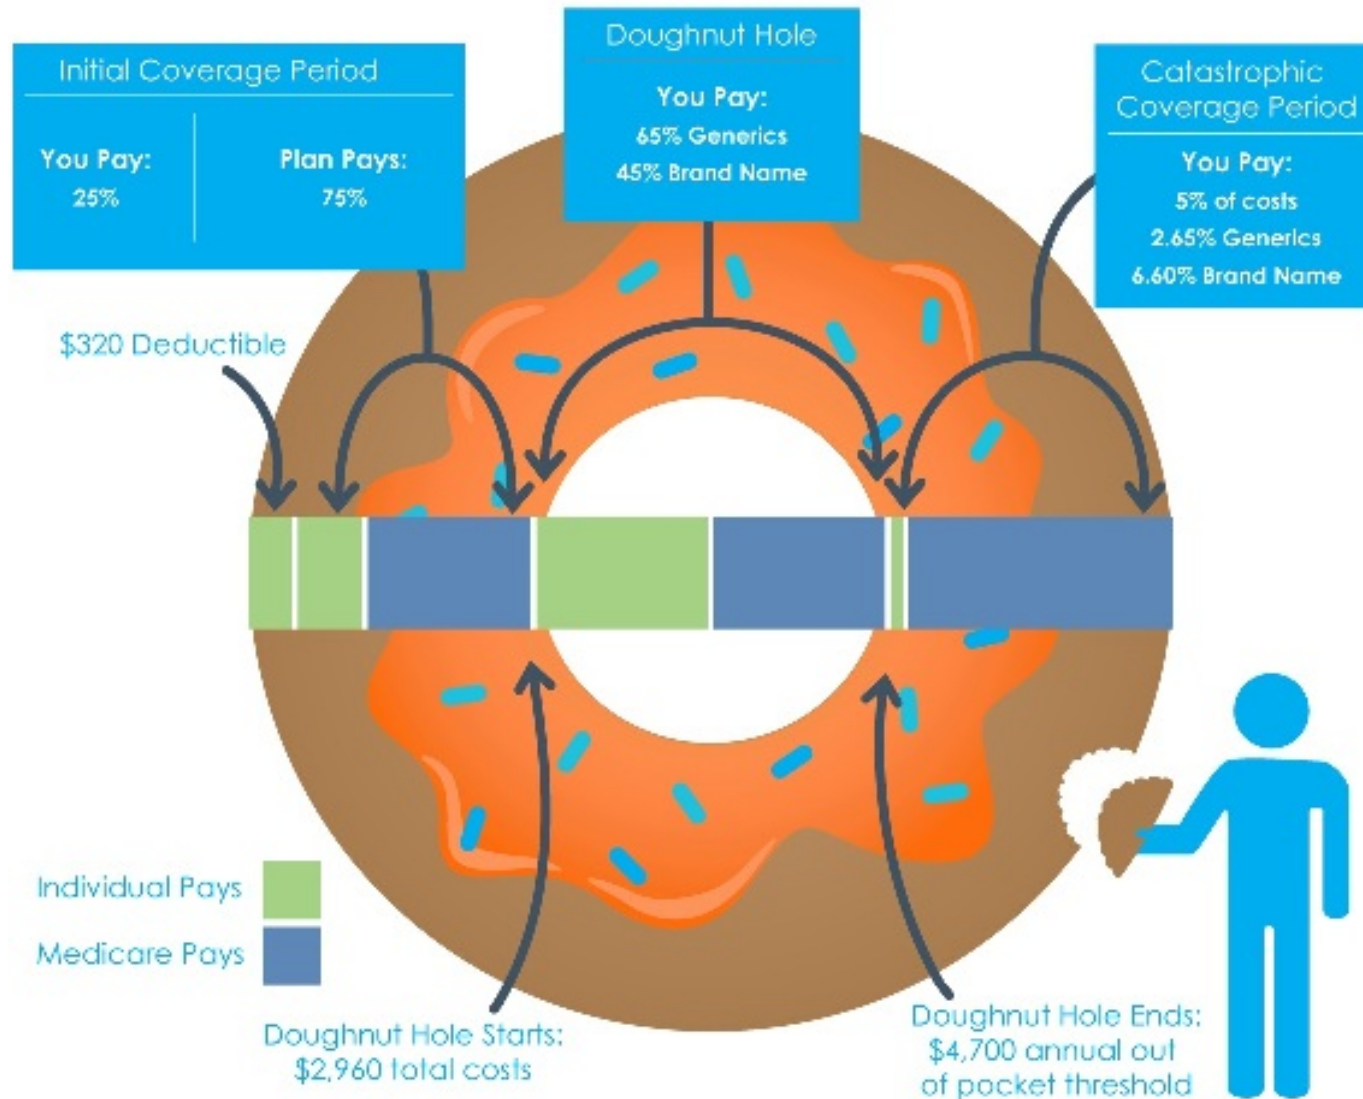 Initial Coverage Period
You Pay:
25%
Plan Pays:
75%
Doughnut Hole
You Pay:
65% Generics
45% Brand Name
Catastrophic
Coverage Period
You Pay:
5% of costs
2.65% Generics
6.60% Brand Name
$320 Deductible
Individual Pays
Medicare Pays
Doughnut Hole Starts:
$2,960 total costs
Doughnut Hole Ends:
$4,700 annual out
of pocket threshold